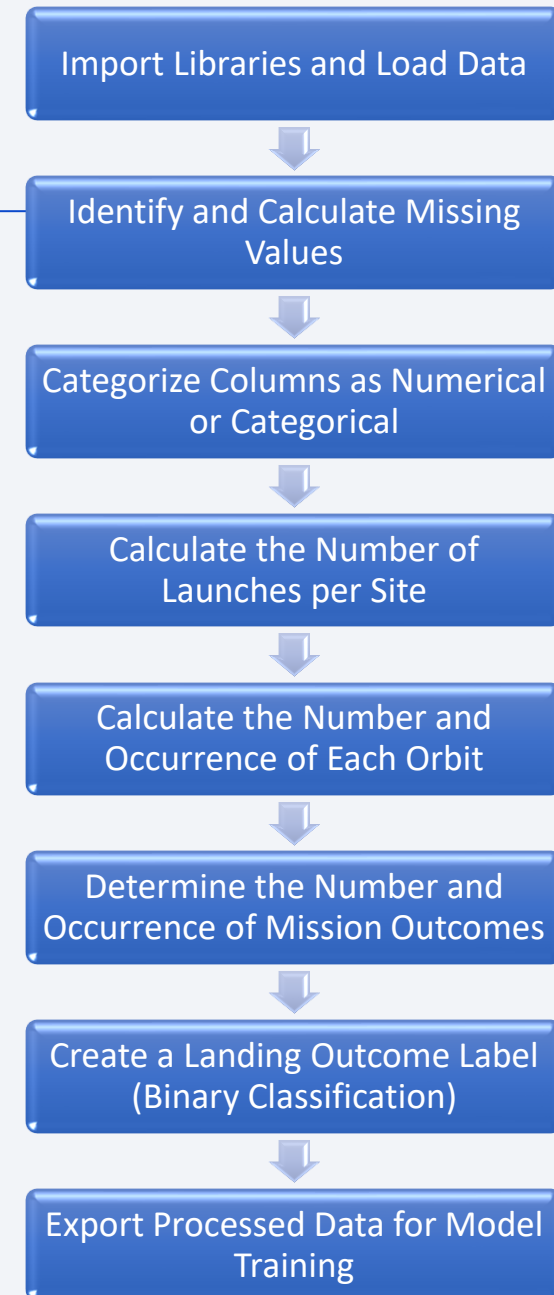 Import Libraries and Load Data
Identify and Calculate Missing
Values
Categorize Columns as Numerical
or Categorical
Calculate the Number of
Launches per Site
Calculate the Number and
Occurrence of Each Orbit
Determine the Number and
Occurrence of Mission Outcomes
Create a Landing Outcome Label
(Binary Classification)
Export Processed Data for Model
Training